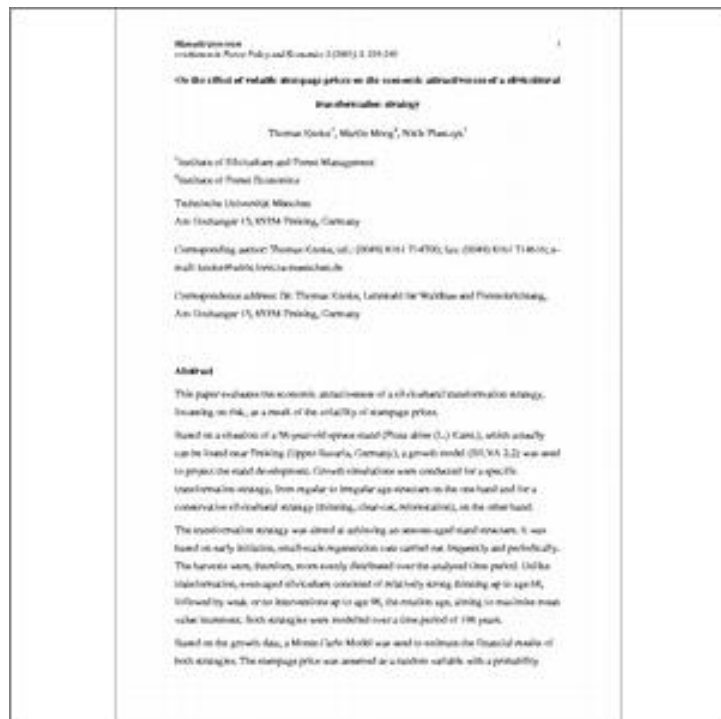 1
On the effect of volatile stumpage prices on the economic attractiveness of a silvicultural
transformation strategy
Thomas Knoke, Martin Moog,
Institute of Silviculture and Forest Management
Institute of Forest Economics
Technische Universität München
Am Hochanger 13, 85354 Freising, Germany
Corresponding author: Thomas Knoke, tel.: (0049) 8161
Correspondence address: Dr. Thomas Knoke, Lehrstuhl für Waldbau und Forsteinrichtung,
Am Hochanger 13, 85354 Freising, Germany
Abstract
This paper evaluates the economic attractiveness of a silvicultural transformation strategy,
focussing on risk, as a result of the volatility of stumpage prices.
Based on a situation of a spruce stand (Picea abies (L.) Karst.), which actually
can be found near Freising (Upper Bavaria, Germany), a growth model (SILVA 2.2) was used
to project the stand development. Growth simulations were conducted for a specific
transformation strategy, from regular to irregular age structure on the one hand and for a
conservative silvicultural strategy (thinning, clear-cut, reforestation), on the other hand.
The transformation strategy was aimed at achieving an uneven-aged stand structure. It was
based on early initiation, small-scale regeneration cuts carried out frequently and periodically.
The harvests were, therefore, more evenly distributed over the analysed time period. Unlike
transformation, even-aged silviculture consisted of relatively strong thinning up to age
followed by weak or no interventions up to age the rotation age, aiming to maximise mean
value increment. Both strategies were modelled over a time period of years.
Based on the growth data, a Monte Carlo Model was used to estimate the financial results of
both strategies. The stumpage price was assumed as a random variable with a probability